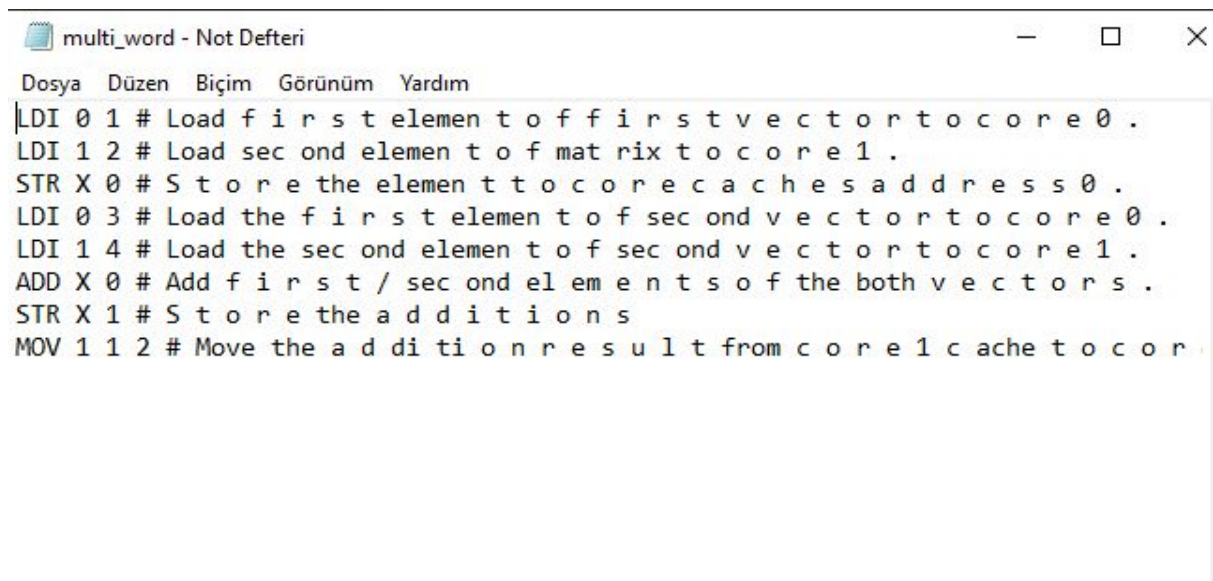 multi_word - Not Defteri
Dosya Düzen Biçim Görünüm Yardım
LDI 0 1 # Load f i r s t elemen t o f f i r s t v e c t o r t o c o r e 0 .
LDI 1 2 # Load sec ond elemen t o f mat rix t o c o r e 1 .
STR X 0 # S t o r e the elemen t t o c o r e c a c h e s a d d r e s s 0 .
LDI 0 3 # Load the f i r s t elemen t o f sec ond v e c t o r t o c o r e 0 .
LDI 1 4 # Load the sec ond elemen t o f sec ond v e c t o r t o c o r e 1 .
ADD X 0 # Add f i r s t / sec ond el em e n t s o f the both v e c t o r s .
STR X 1 # S t o r e the a d d i t i o n s
MOV 1 1 2 # Move the a d di ti o n r e s u l t from c o r e 1 c ache t o c o r